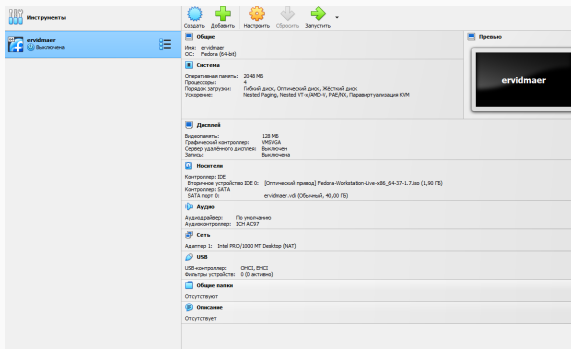 Инструменты
Создать Добавить Настроить Сбросить Запустить
ervidmaer
Выключена
Общие
Имя: ervidmaer
ОС: Fedora (64-bit)
Система
Оперативная память: 2048 МБ
Процессоры: 4
Порядок загрузки: Гибкий диск, Оптический диск, Жёсткий диск
Ускорение: Nested Paging, Nested VT-x/AMD-V, PAE/NX, Паравиртуализация KVM
Превью
ervidmaer
Дисплей
Видеопамять: 128 МБ
Графический контроллер: VMSVGA
Сервер удалённого дисплея: Выключен
Запись: Выключена
Носители
Контроллер: IDE
Вторичное устройство IDE 0: [Оптический привод] Fedora-Workstation-Live-x86_64-37-1.7.iso (1,90 ГБ)
Контроллер: SATA
SATA порт 0: ervidmaer.vdi (Обычный, 40,00 ГБ)
Аудио
Аудиодрайвер: По умолчанию
Аудиоконтроллер: ICH AC97
Сеть
Адаптер 1: Intel PRO/1000 MT Desktop (NAT)
USB
USB-контроллер: OHCI, EHCI
Фильтры устройств: 0 (0 активно)
Общие папки
Отсутствуют
Описание
Отсутствует